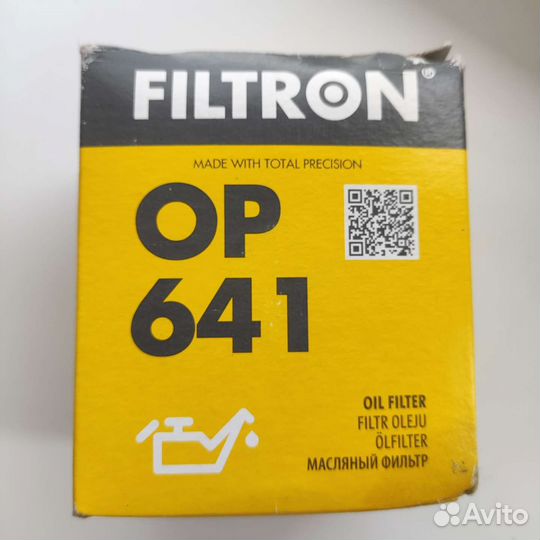 FILTRON®
MADE WITH TOTAL PRECISION
OP
641
OIL FILTER
FILTR OLEJU
ÖLFILTER
МАСЛЯНЫЙ ФИЛЬТР
Avito